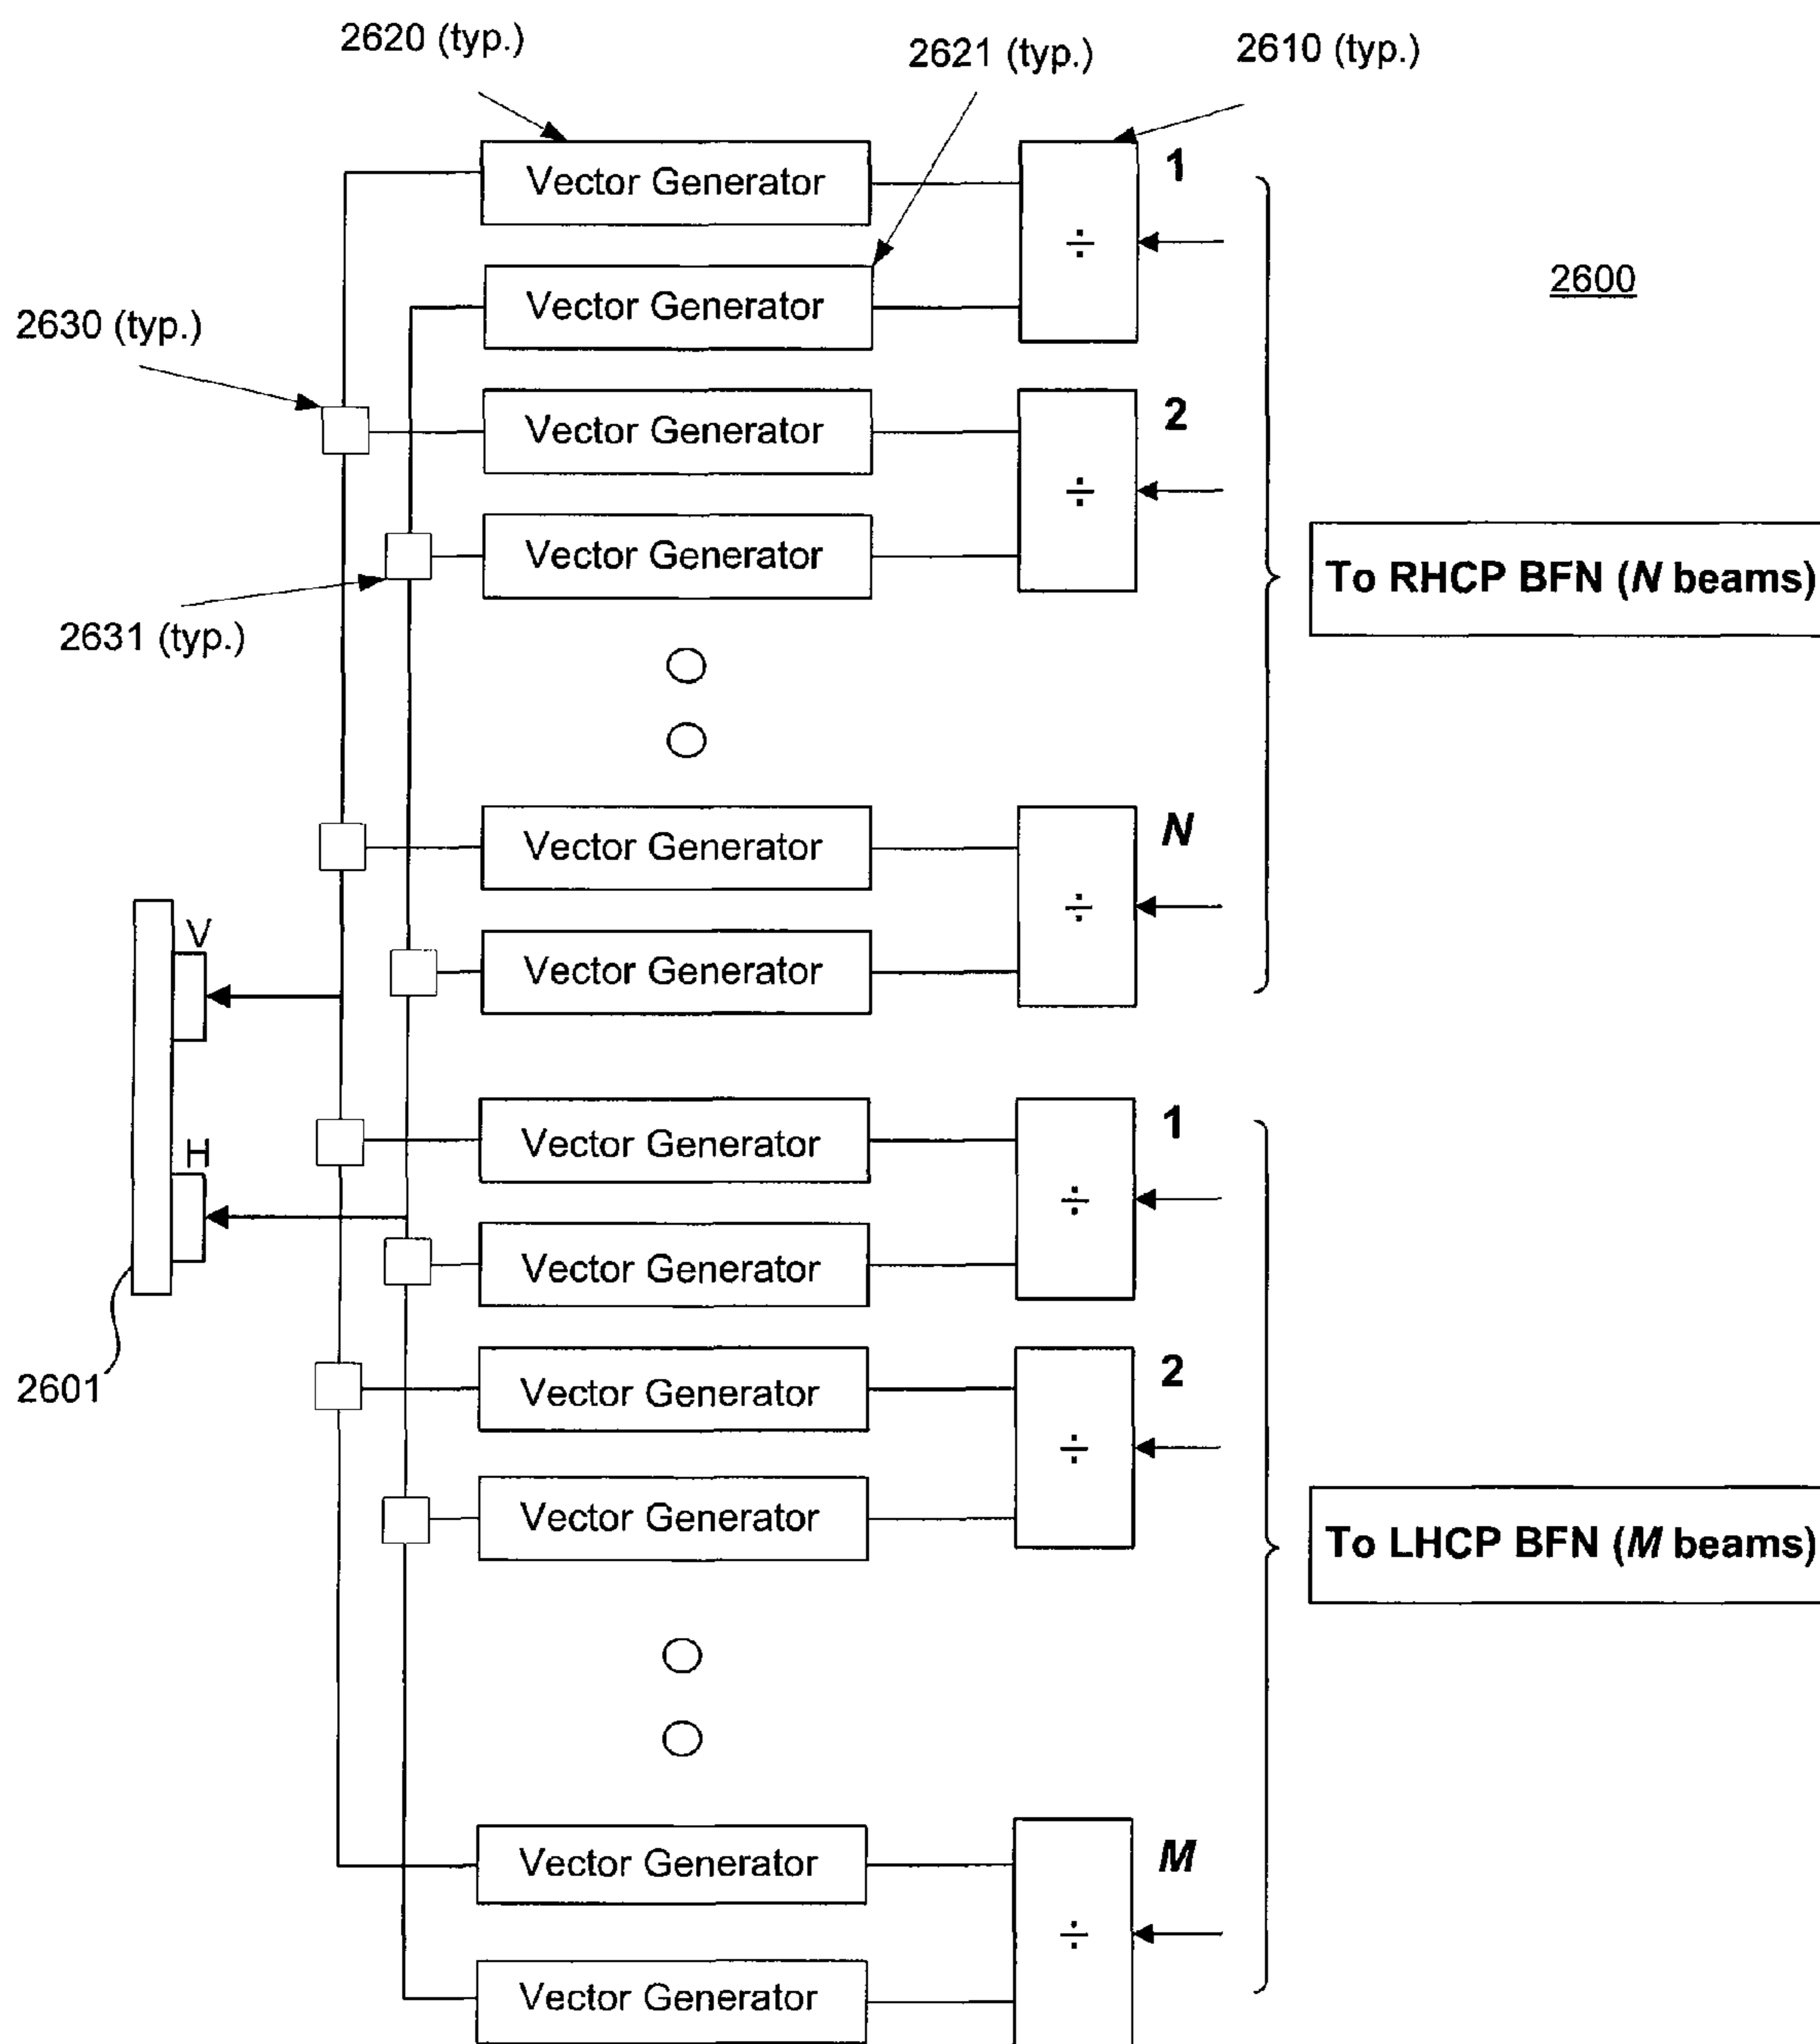 2620 (typ.)
2621 (typ.)
2610 (typ.)
Vector Generator
1
÷
2600
Vector Generator
2630 (typ.)
Vector Generator
2
÷
Vector Generator
To RHCP BFN (N beams)
2631 (typ.)
Vector Generator
N
÷
V
Vector Generator
Vector Generator
1
H
÷
Vector Generator
2601
Vector Generator
2
÷
Vector Generator
To LHCP BFN (M beams)
Vector Generator
M
÷
Vector Generator